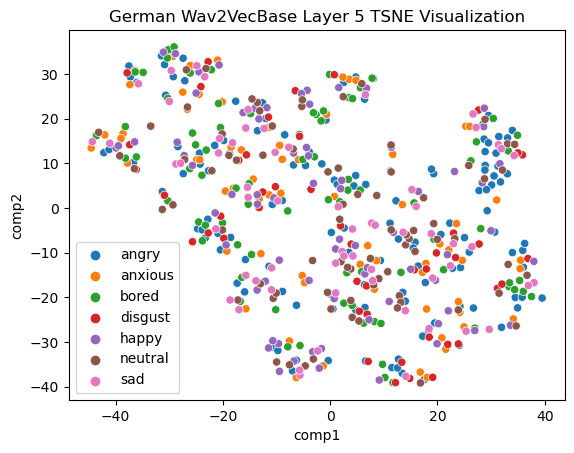 German Wav2VecBase Layer 5 TSNE Visualization
comp2
30
20
10
0
−10
−20
−30
−40
angry
anxious
bored
disgust
happy
neutral
sad
−40 −20 0 20 40
comp1